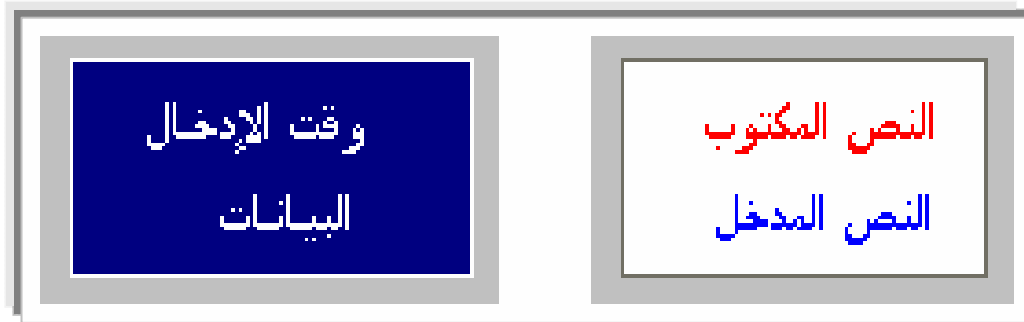 النص المكتوب
النص المدخل
وقت الإدخال
البيانات